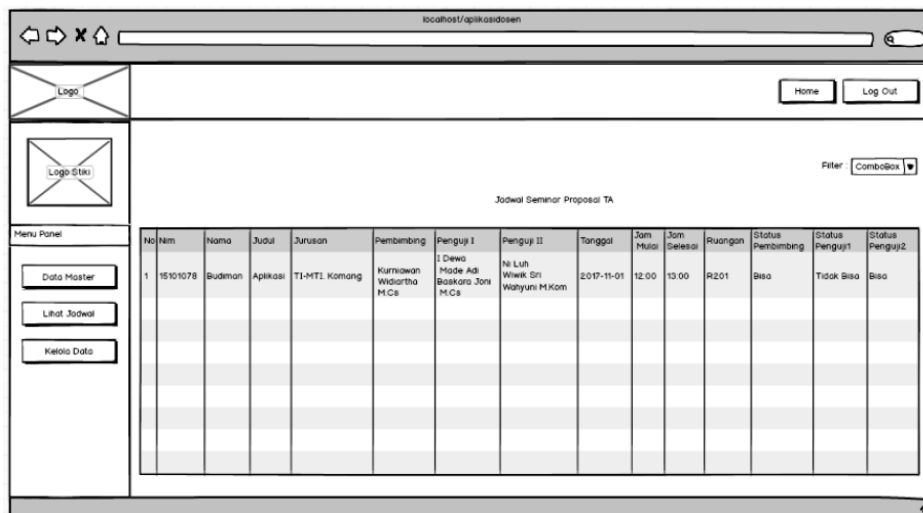 localhost/aplikasidosen
Logo
Home
Log Out
Logo Stiki
Filter :
ComboBox
Jadwal Seminar Proposal TA
Menu Panel
Data Master
Lihat Jadwal
Kelola Data
No Nim Nama Judul Jurusan Pembimbing Penguji I Penguji II Tanggal Jam Mulai Jam Selesai Ruangan Status Pembimbing Status Penguji1 Status Penguji2
1 15101078 Budiman Aplikasi TI-MTI. Komang Kurniawan Widiartha M.Cs I Dewa Made Adi Baskara Joni M.Cs Ni Luh Wiwik Sri Wahyuni M.Kom 2017-11-01 12:00 13:00 R201 Bisa Tidak Bisa Bisa